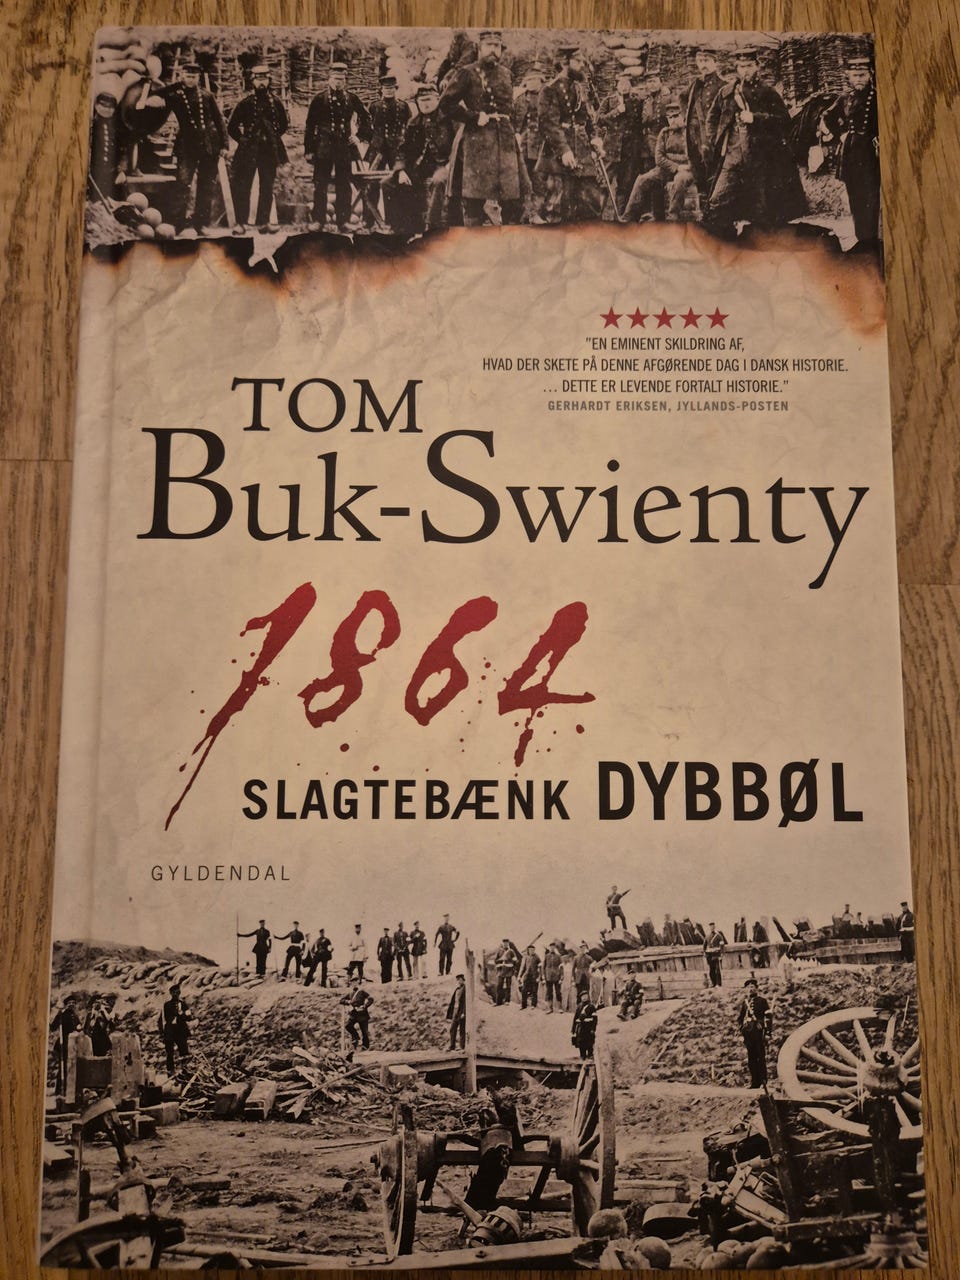 ★★★★★
"EN EMINENT SKILDRING AF,
HVAD DER SKETE PÅ DENNE AFGØRENDE DAG I DANSK HISTORIE.
... DETTE ER LEVENDE FORTALT HISTORIE."
GERHARDT ERIKSEN, JYLLANDS-POSTEN
TOM
BUK-SWIENTY
1864
SLAGTEBÆNK DYBBØL
GYLDENDAL